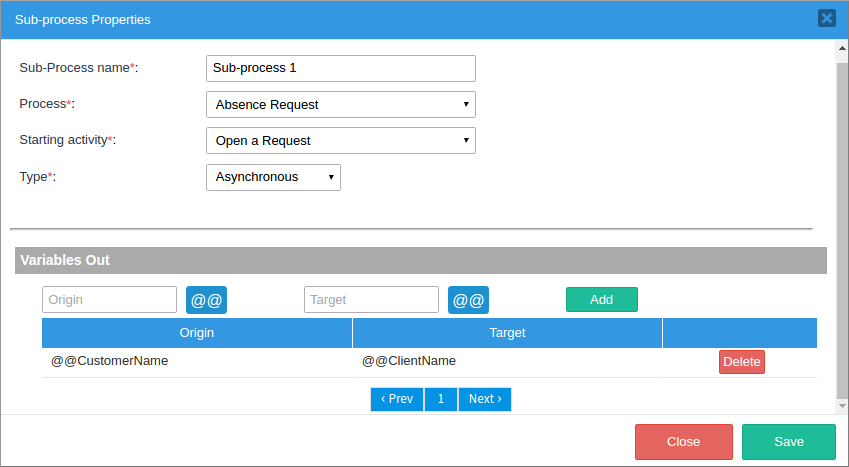 Sub-process Properties
Sub-Process name*: Sub-process 1
Process*: Absence Request
Starting activity*: Open a Request
Type*: Asynchronous
Variables Out
Origin @@ Target @@ Add
Origin Target
@@CustomerName @@ClientName Delete
‹ Prev 1 Next ›
Close Save